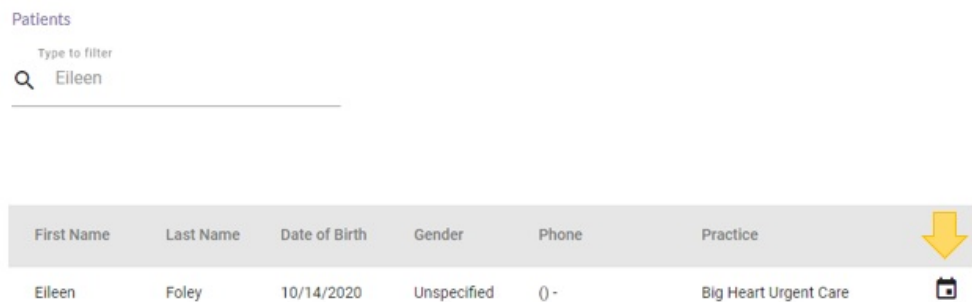 Patients
Type to filter
Eileen
First Name Last Name Date of Birth Gender Phone Practice
Eileen Foley 10/14/2020 Unspecified () - Big Heart Urgent Care